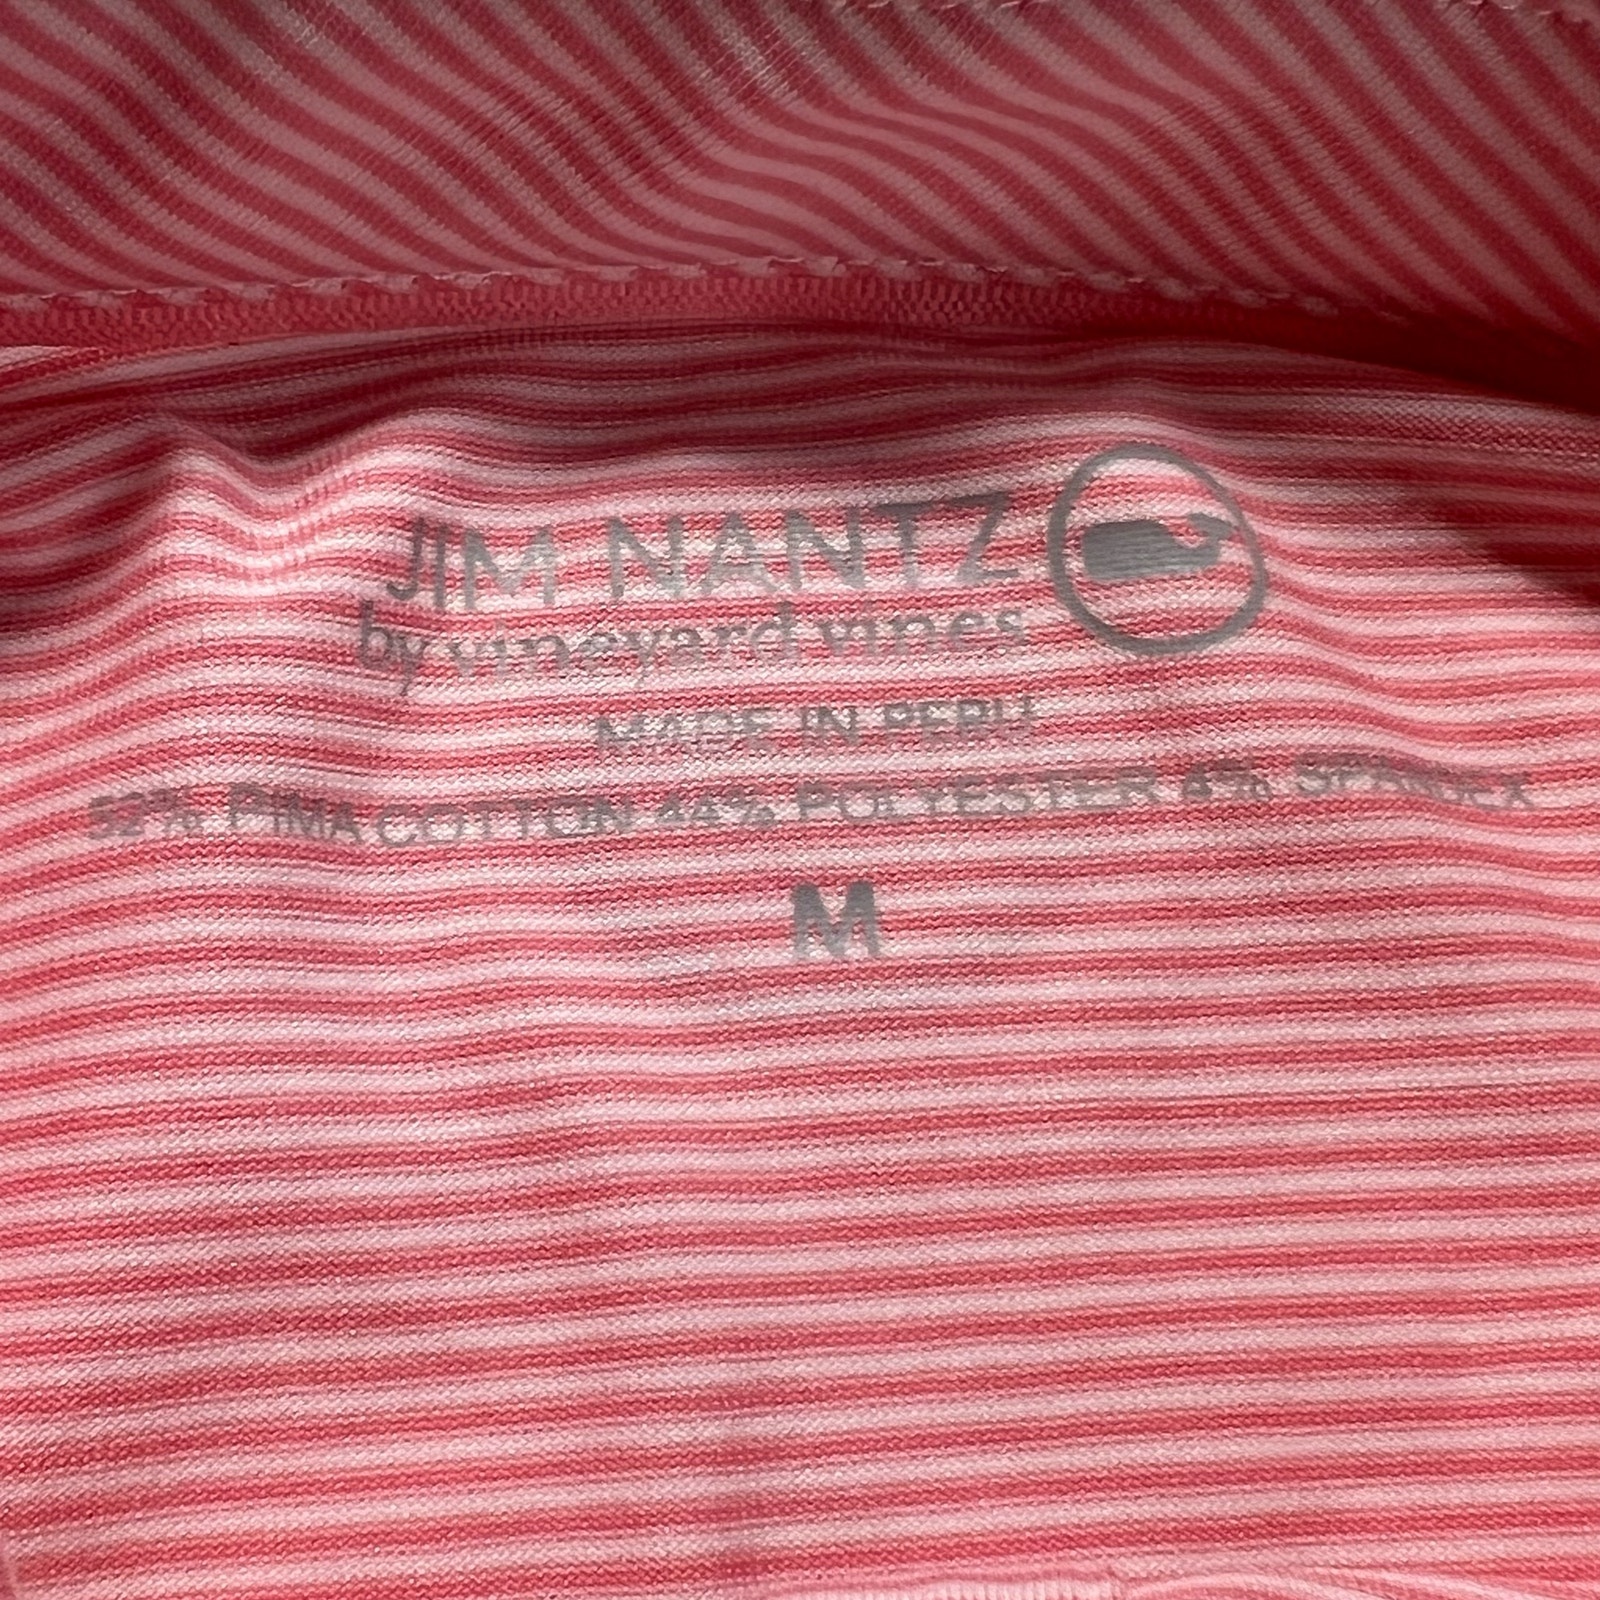 JIM NANTZ
by vineyard vines
MADE IN PERU
52% PIMA COTTON 44% POLYESTER 4% SPANDEX
M